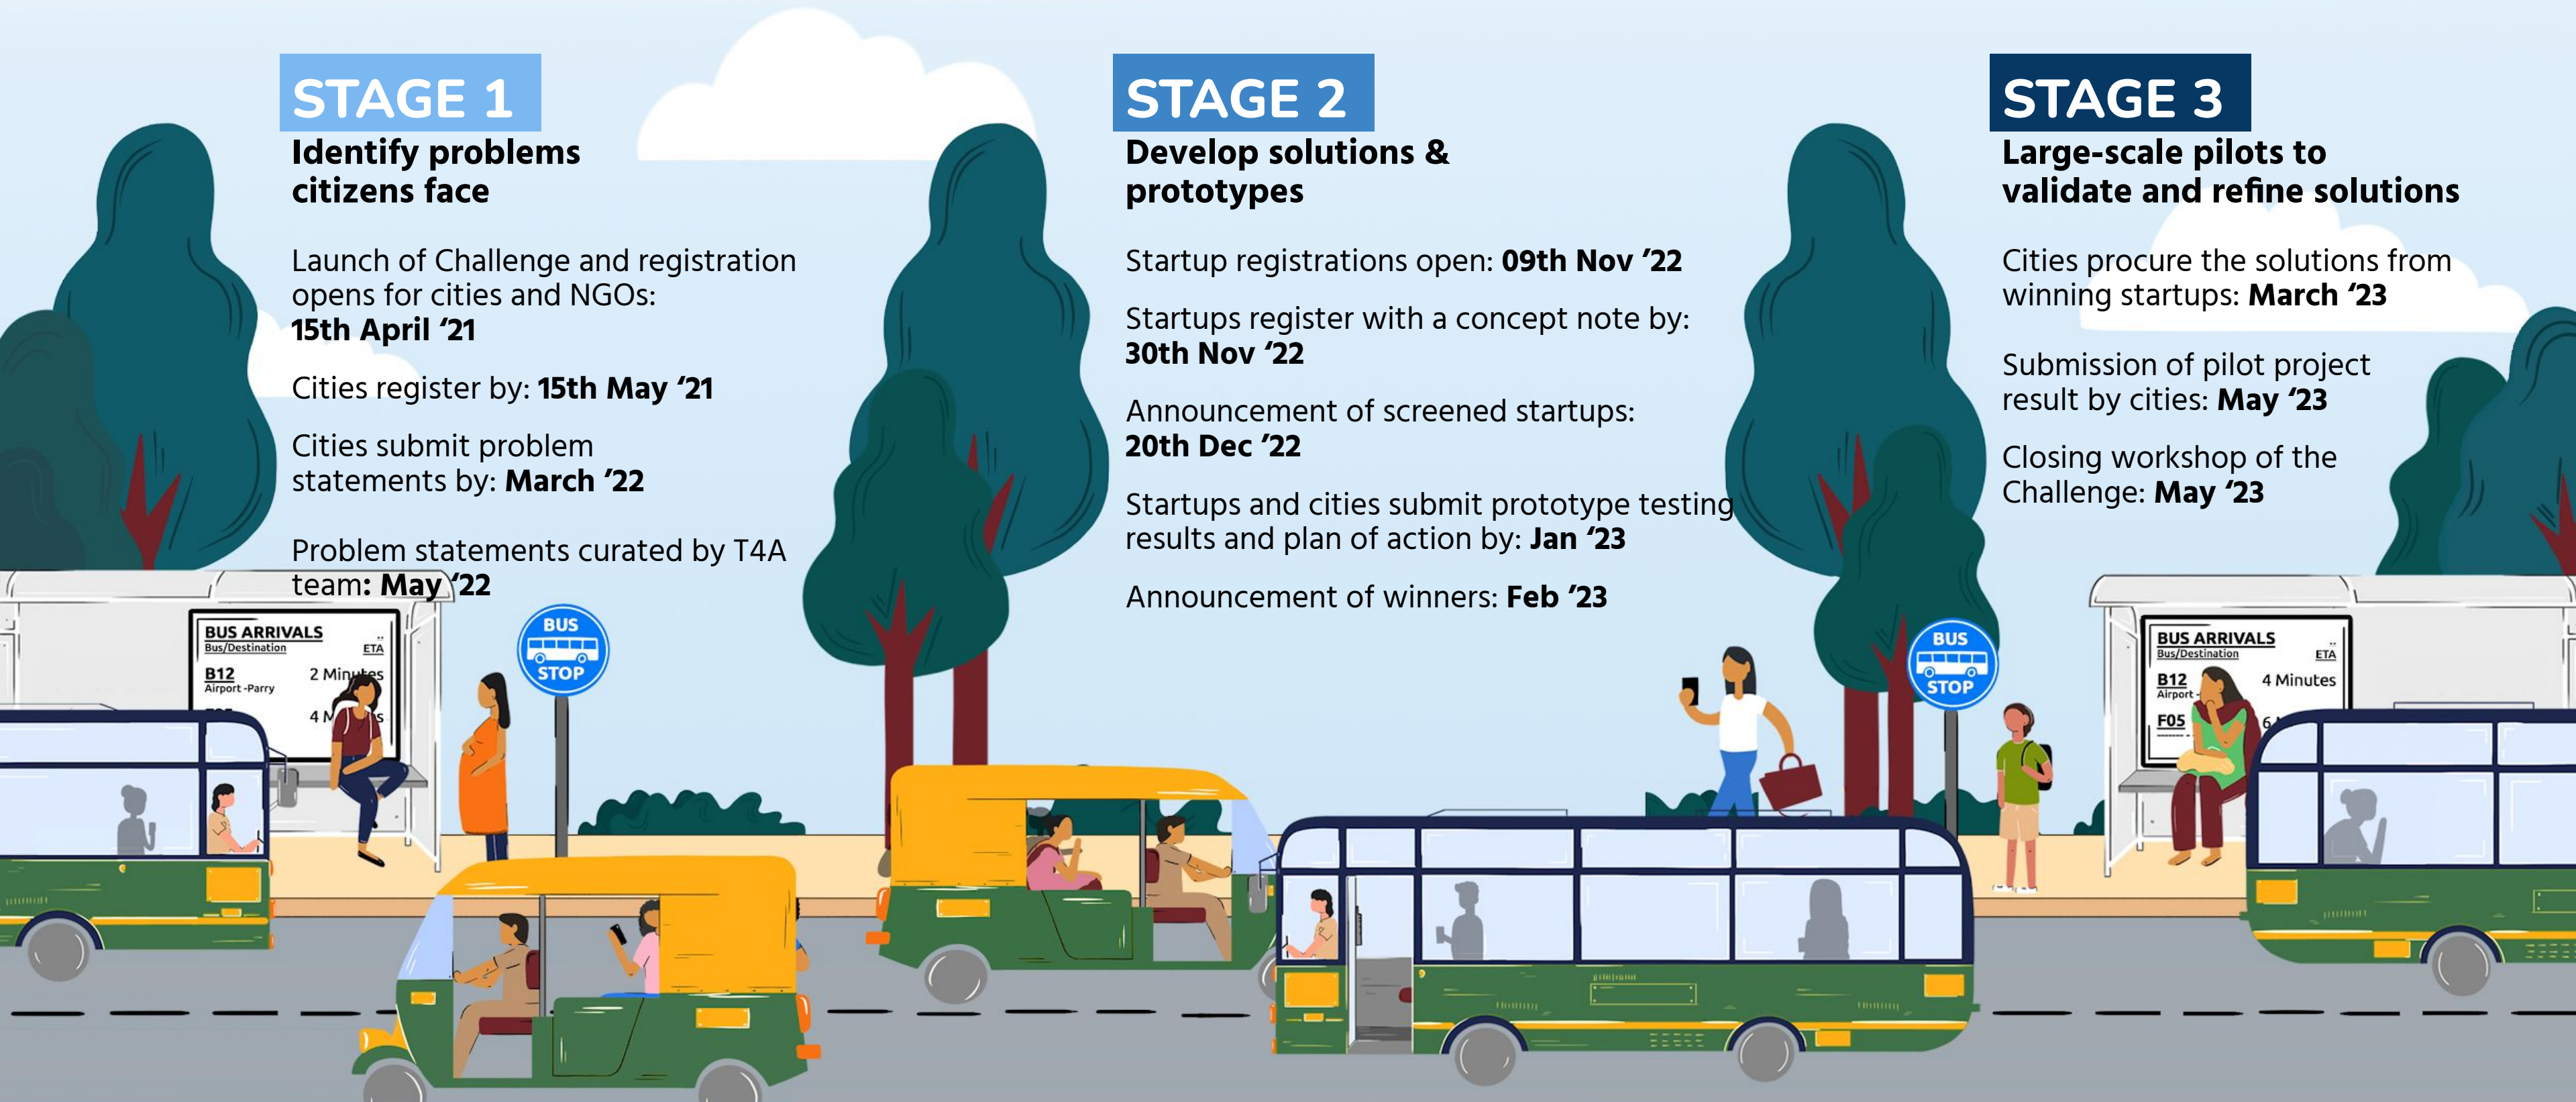 STAGE 1
Identify problems
citizens face
Launch of Challenge and registration
opens for cities and NGOs:
15th April ‘21
Cities register by: 15th May ‘21
Cities submit problem
statements by: March ’22
Problem statements curated by T4A
team: May ‘22
STAGE 2
Develop solutions &
prototypes
Startup registrations open: 09th Nov ’22
Startups register with a concept note by:
30th Nov ‘22
Announcement of screened startups:
20th Dec ’22
Startups and cities submit prototype testing
results and plan of action by: Jan ‘23
Announcement of winners: Feb ’23
STAGE 3
Large-scale pilots to
validate and refine solutions
Cities procure the solutions from
winning startups: March ‘23
Submission of pilot project
result by cities: May ‘23
Closing workshop of the
Challenge: May ‘23
BUS ARRIVALS
Bus/Destination ETA
B12 2 Minutes
Airport -Parry
4
BUS
STOP
BUS
STOP
BUS ARRIVALS
Bus/Destination ETA
B12 4 Minutes
Airport -
F05 6